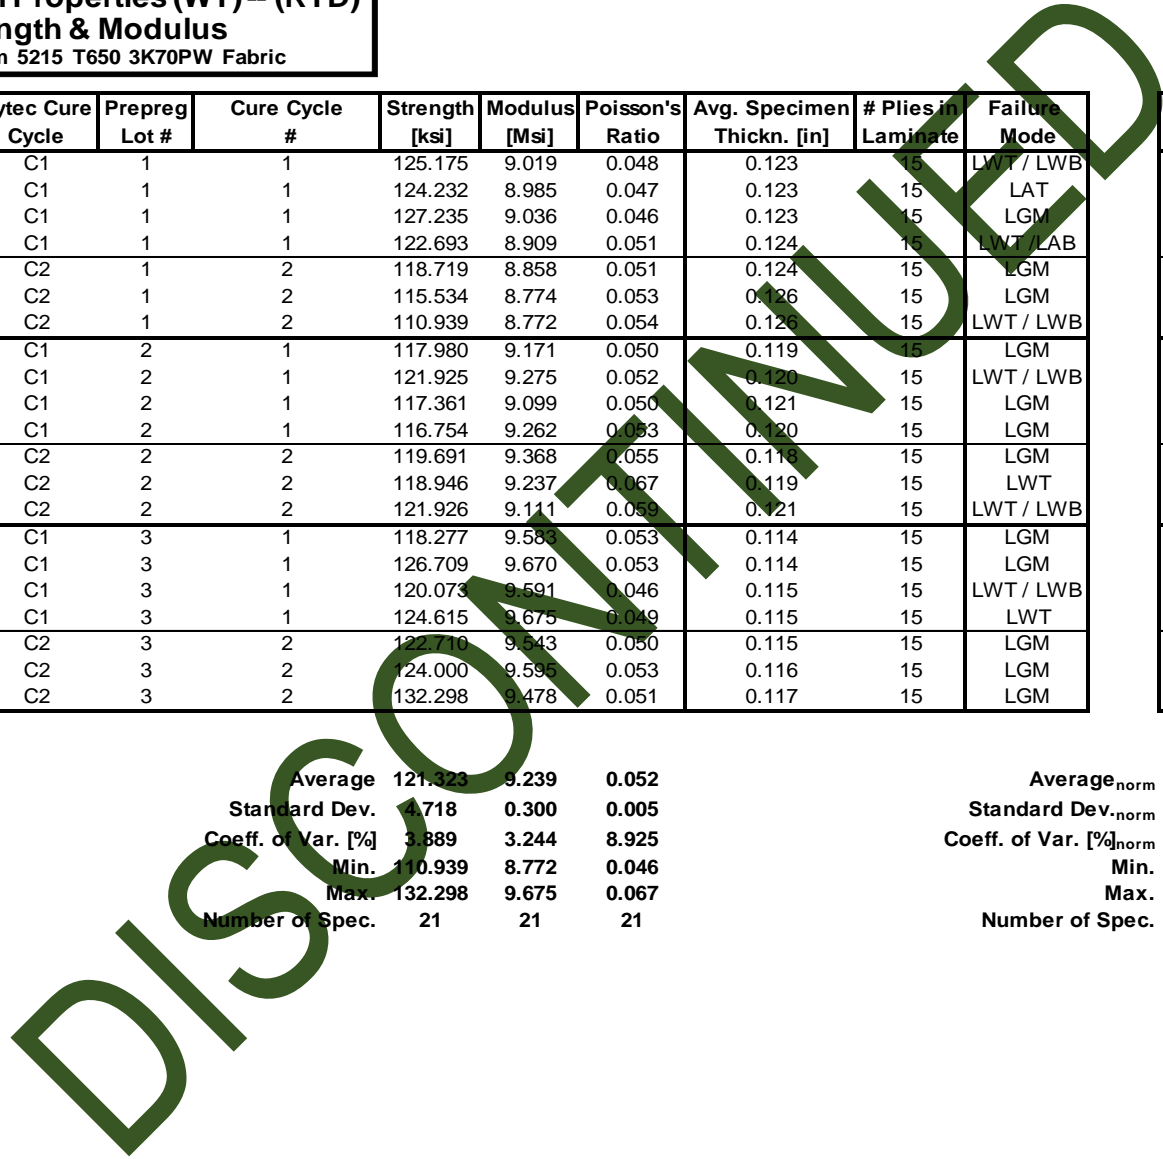 ngth & Modulus
5215 T650 3K70PW Fabric
Cure Prepreg Cure Cycle Strength Modulus Poisson's Avg. Specimen # Plies in Failure
Cycle Lot # # [ksi] [Msi] Ratio Thickn. [in] Laminate Mode
C1 1 1 125.175 9.019 0.048 0.123 15 LWT / LWB
C1 1 1 124.232 8.985 0.047 0.123 15 LAT
C1 1 1 127.235 9.036 0.046 0.123 15 LGM
C1 1 1 122.693 8.909 0.051 0.124 15 LWT /LAB
C2 1 2 118.719 8.858 0.051 0.124 15 LGM
C2 1 2 115.534 8.774 0.053 0.126 15 LGM
C2 1 2 110.939 8.772 0.054 0.126 15 LWT / LWB
C1 2 1 117.980 9.171 0.050 0.119 15 LGM
C1 2 1 121.925 9.275 0.052 0.120 15 LWT / LWB
C1 2 1 117.361 9.099 0.050 0.121 15 LGM
C1 2 1 116.754 9.262 0.053 0.120 15 LGM
C2 2 2 119.691 9.368 0.055 0.118 15 LGM
C2 2 2 118.946 9.237 0.067 0.119 15 LWT
C2 2 2 121.926 9.111 0.059 0.121 15 LWT / LWB
C1 3 1 118.277 9.583 0.053 0.114 15 LGM
C1 3 1 126.709 9.670 0.053 0.114 15 LGM
C1 3 1 120.073 9.591 0.046 0.115 15 LWT / LWB
C1 3 1 124.615 9.675 0.049 0.115 15 LWT
C2 3 2 122.710 9.543 0.050 0.115 15 LGM
C2 3 2 124.000 9.595 0.053 0.116 15 LGM
C2 3 2 132.298 9.478 0.051 0.117 15 LGM
Average 121.323 9.239 0.052 Averagenorm
Standard Dev. 4.718 0.300 0.005 Standard Dev.norm
Coeff. of Var. [%] 3.889 3.244 8.925 Coeff. of Var. [%]norm
Min. 110.939 8.772 0.046 Min.
Max. 132.298 9.675 0.067 Max.
Number of Spec. 21 21 21 Number of Spec.
DISCONTINUED